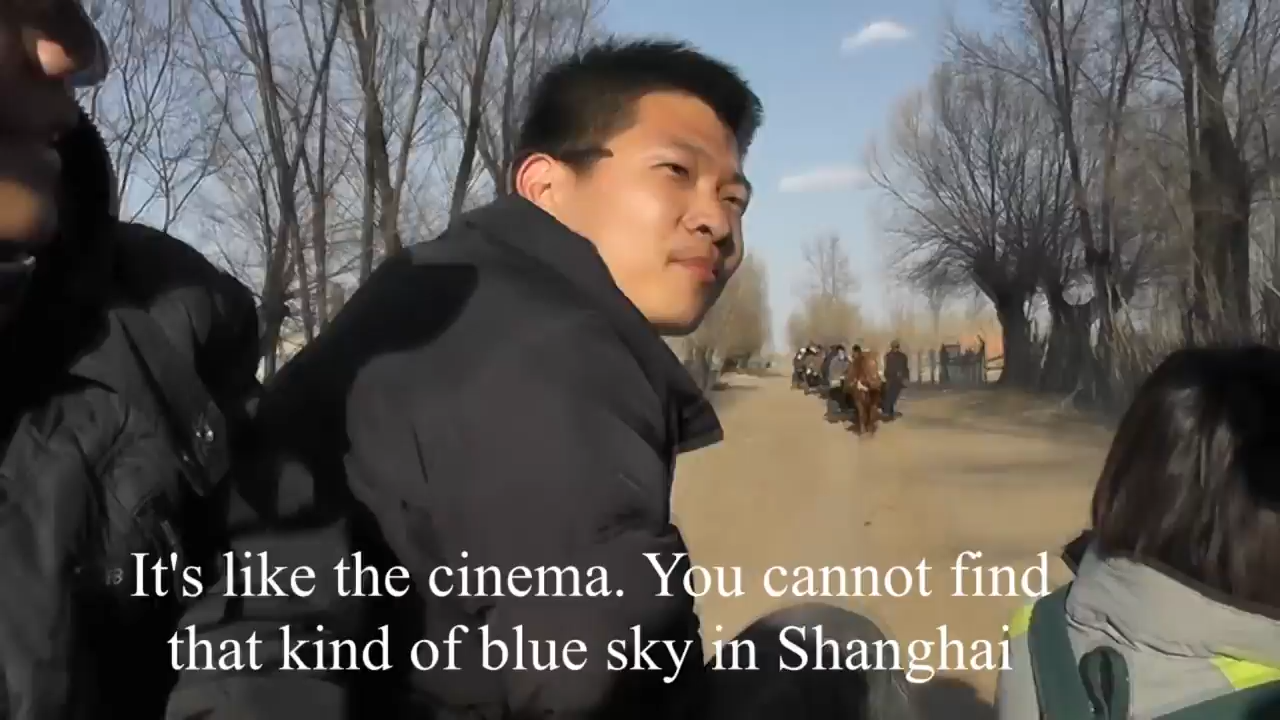 It's like the cinema. You cannot find
that kind of blue sky in Shanghai